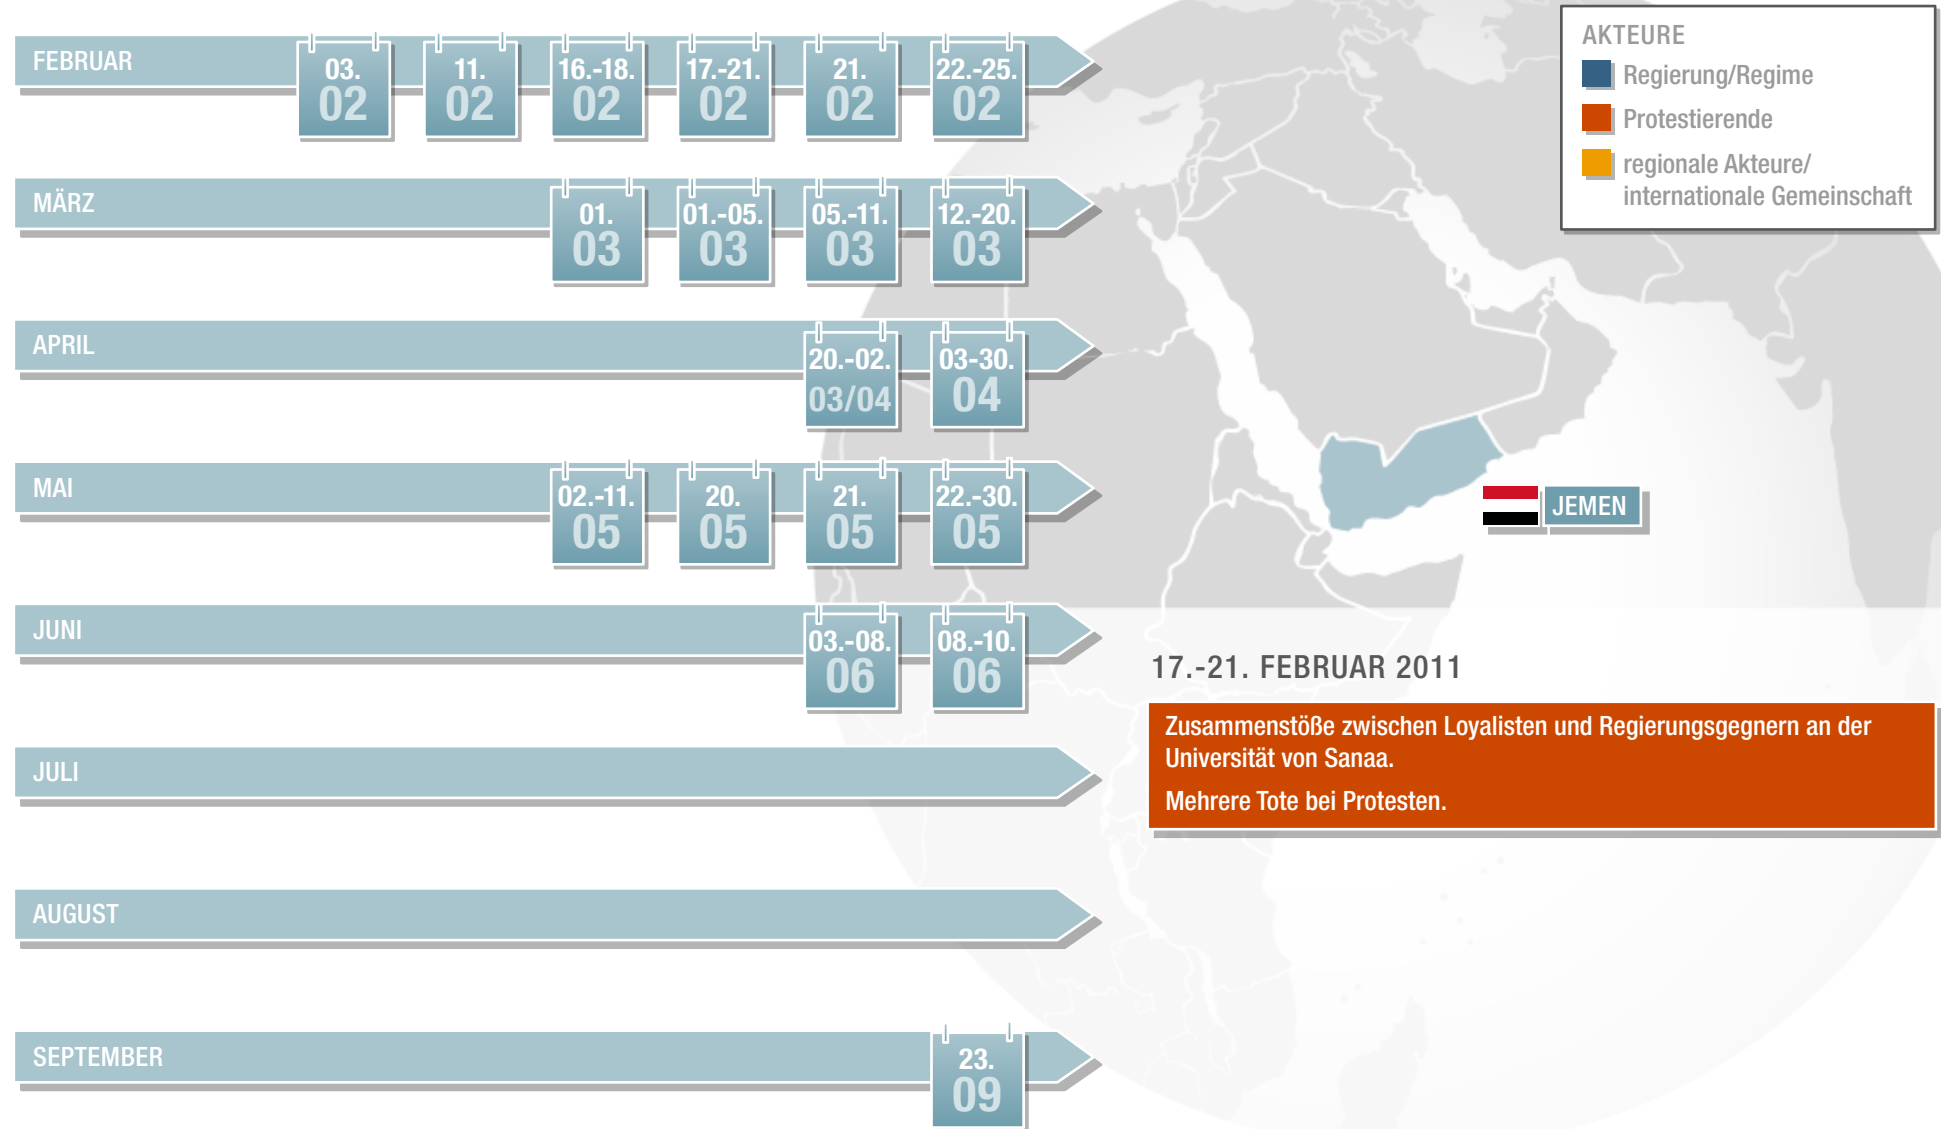 FEBRUAR
03.
02
11.
02
16.-18.
02
17.-21.
02
21.
02
22.-25.
02
MÄRZ
01.
03
01.-05.
03
05.-11.
03
12.-20.
03
APRIL
20.-02.
03/04
03-30.
04
MAI
02.-11.
05
20.
05
21.
05
22.-30.
05
JUNI
03.-08.
06
08.-10.
06
JULI
AUGUST
SEPTEMBER
23.
09
AKTEURE
Regierung/Regime
Protestierende
regionale Akteure/
internationale Gemeinschaft
JEMEN
17.-21. FEBRUAR 2011
Zusammenstöße zwischen Loyalisten und Regierungsgegnern an der
Universität von Sanaa.
Mehrere Tote bei Protesten.